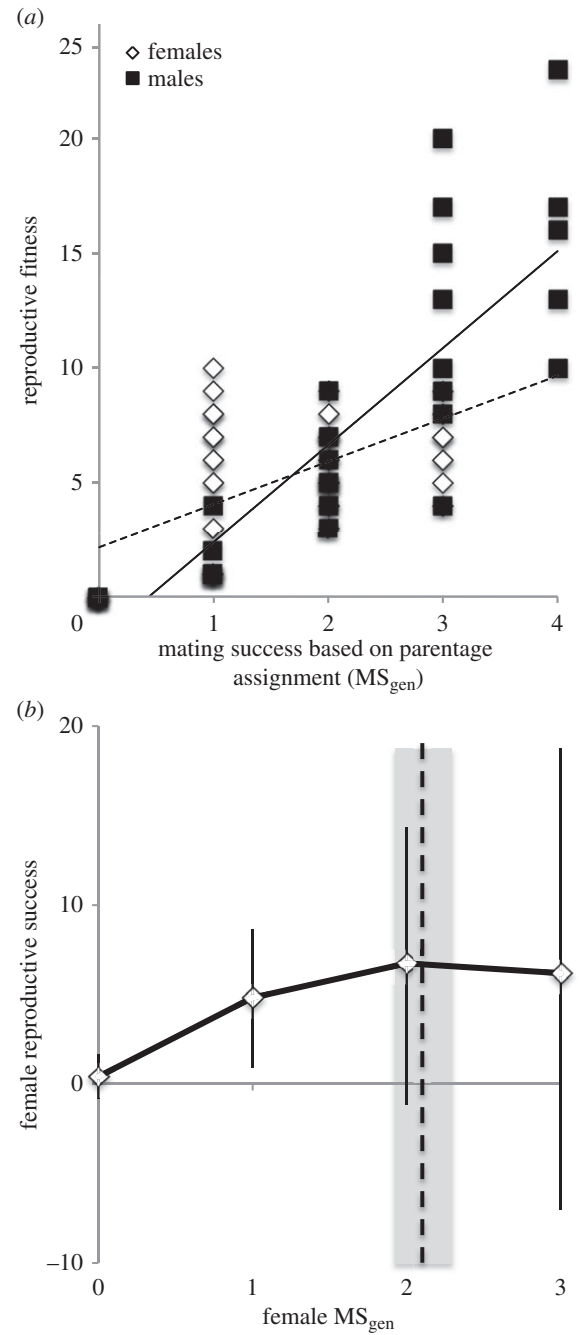 (a)
25
20
15
10
5
0
females
males
reproductive fitness
1 2 3 4
mating success based on parentage
assignment (MSgen)
(b)
20
10
0
−10
female reproductive success
0 1 2 3
female MSgen